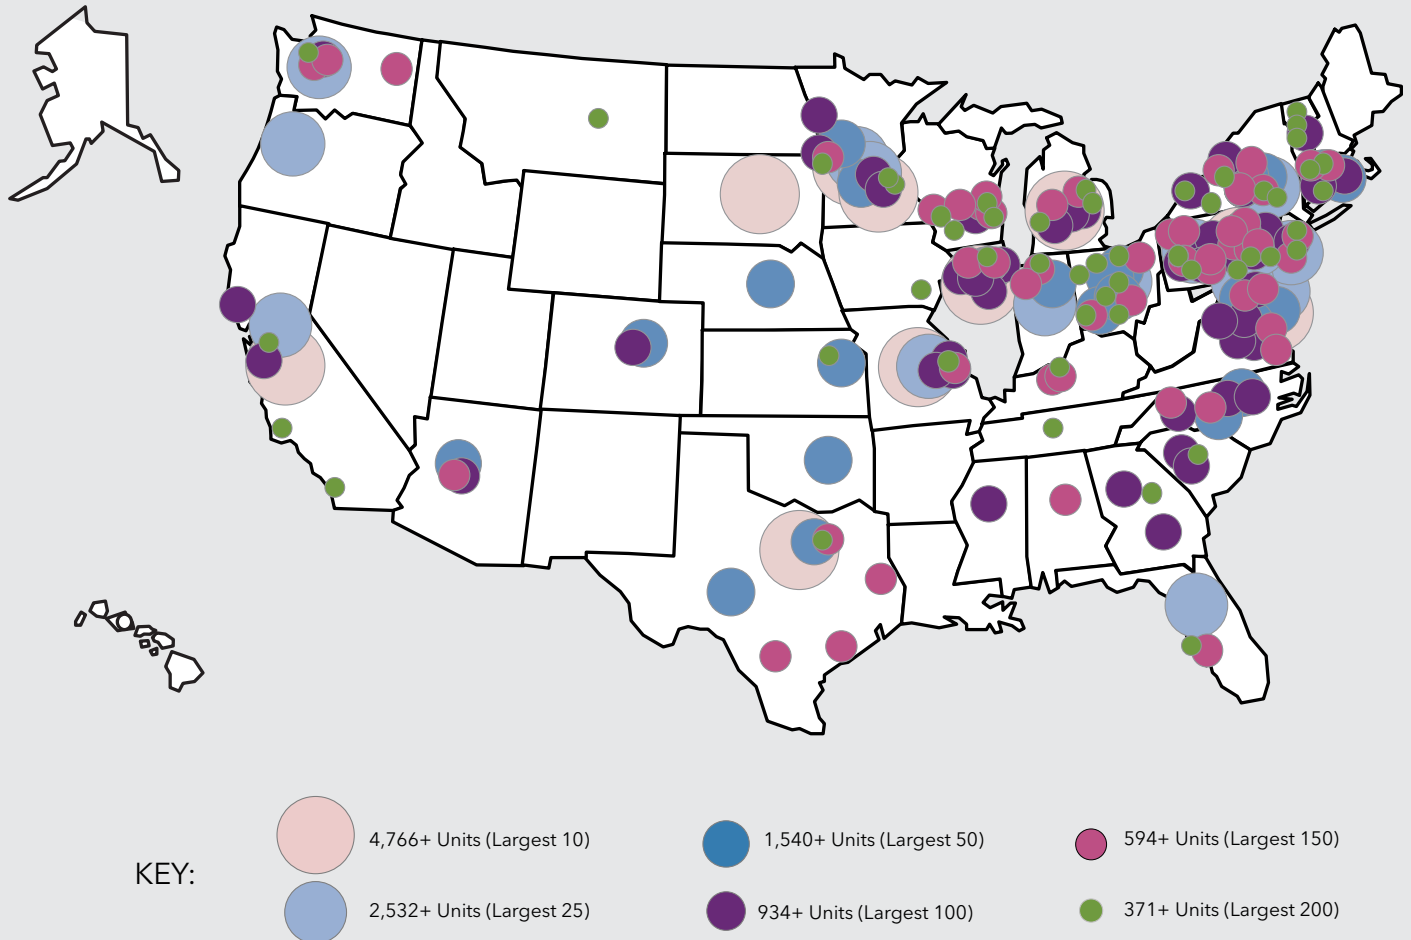 4,766+ Units (Largest 10)
1,540+ Units (Largest 50)
594+ Units (Largest 150)
KEY:
2,532+ Units (Largest 25)
934+ Units (Largest 100)
371+ Units (Largest 200)